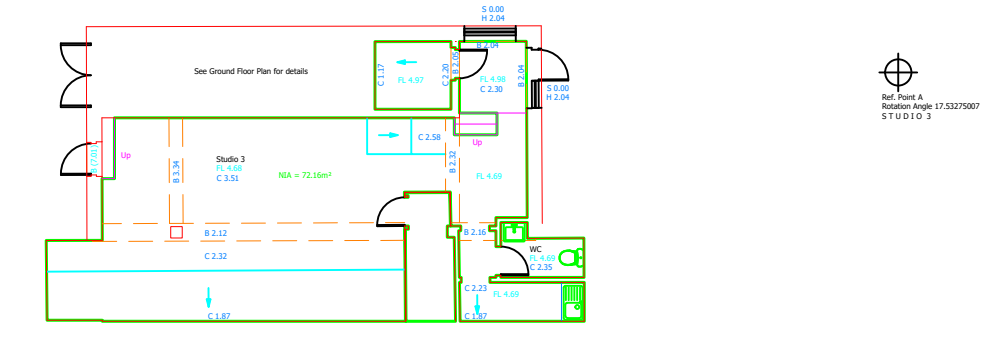 S 0.00
H 2.04
B 2.04
See Ground Floor Plan for details
C 1.17
FL 4.97
C 2.20
B 2.05
FL 4.98
C 2.30
B 2.04
S 0.00
H 2.04
Ref. Point A
Rotation Angle 17.53275007
STUDIO 3
B (7.01)
Up
B 3.34
Studio 3
FL 4.68
C 3.51
NIA = 72.16m²
C 2.58
B 2.32
Up
FL 4.69
B 2.12
B 2.16
C 2.32
WC
FL 4.69
C 2.35
C 2.23
FL 4.69
C 1.87
C 1.87